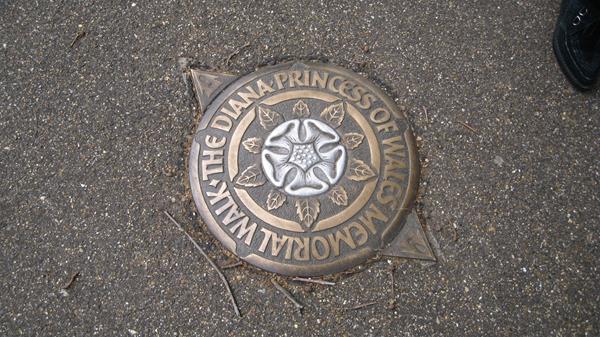 THE DIANA·PRINCESS OF WALES MEMORIAL WALK·